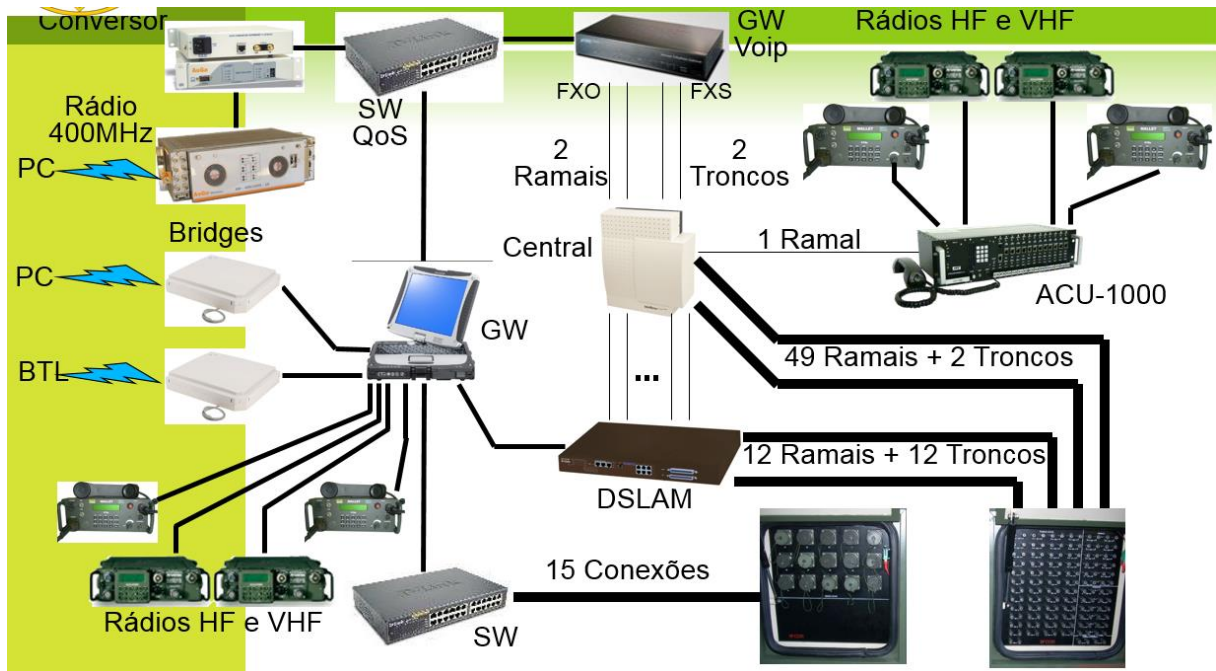 Conversor
GW
Voip
Rádios HF e VHF
SW
QoS
FXO
FXS
Rádio
400MHz
PC
2
Ramais
2
Troncos
Bridges
Central
1 Ramal
ACU-1000
PC
GW
BTL
49 Ramais + 2 Troncos
...
12 Ramais + 12 Troncos
DSLAM
15 Conexões
Rádios HF e VHF
SW